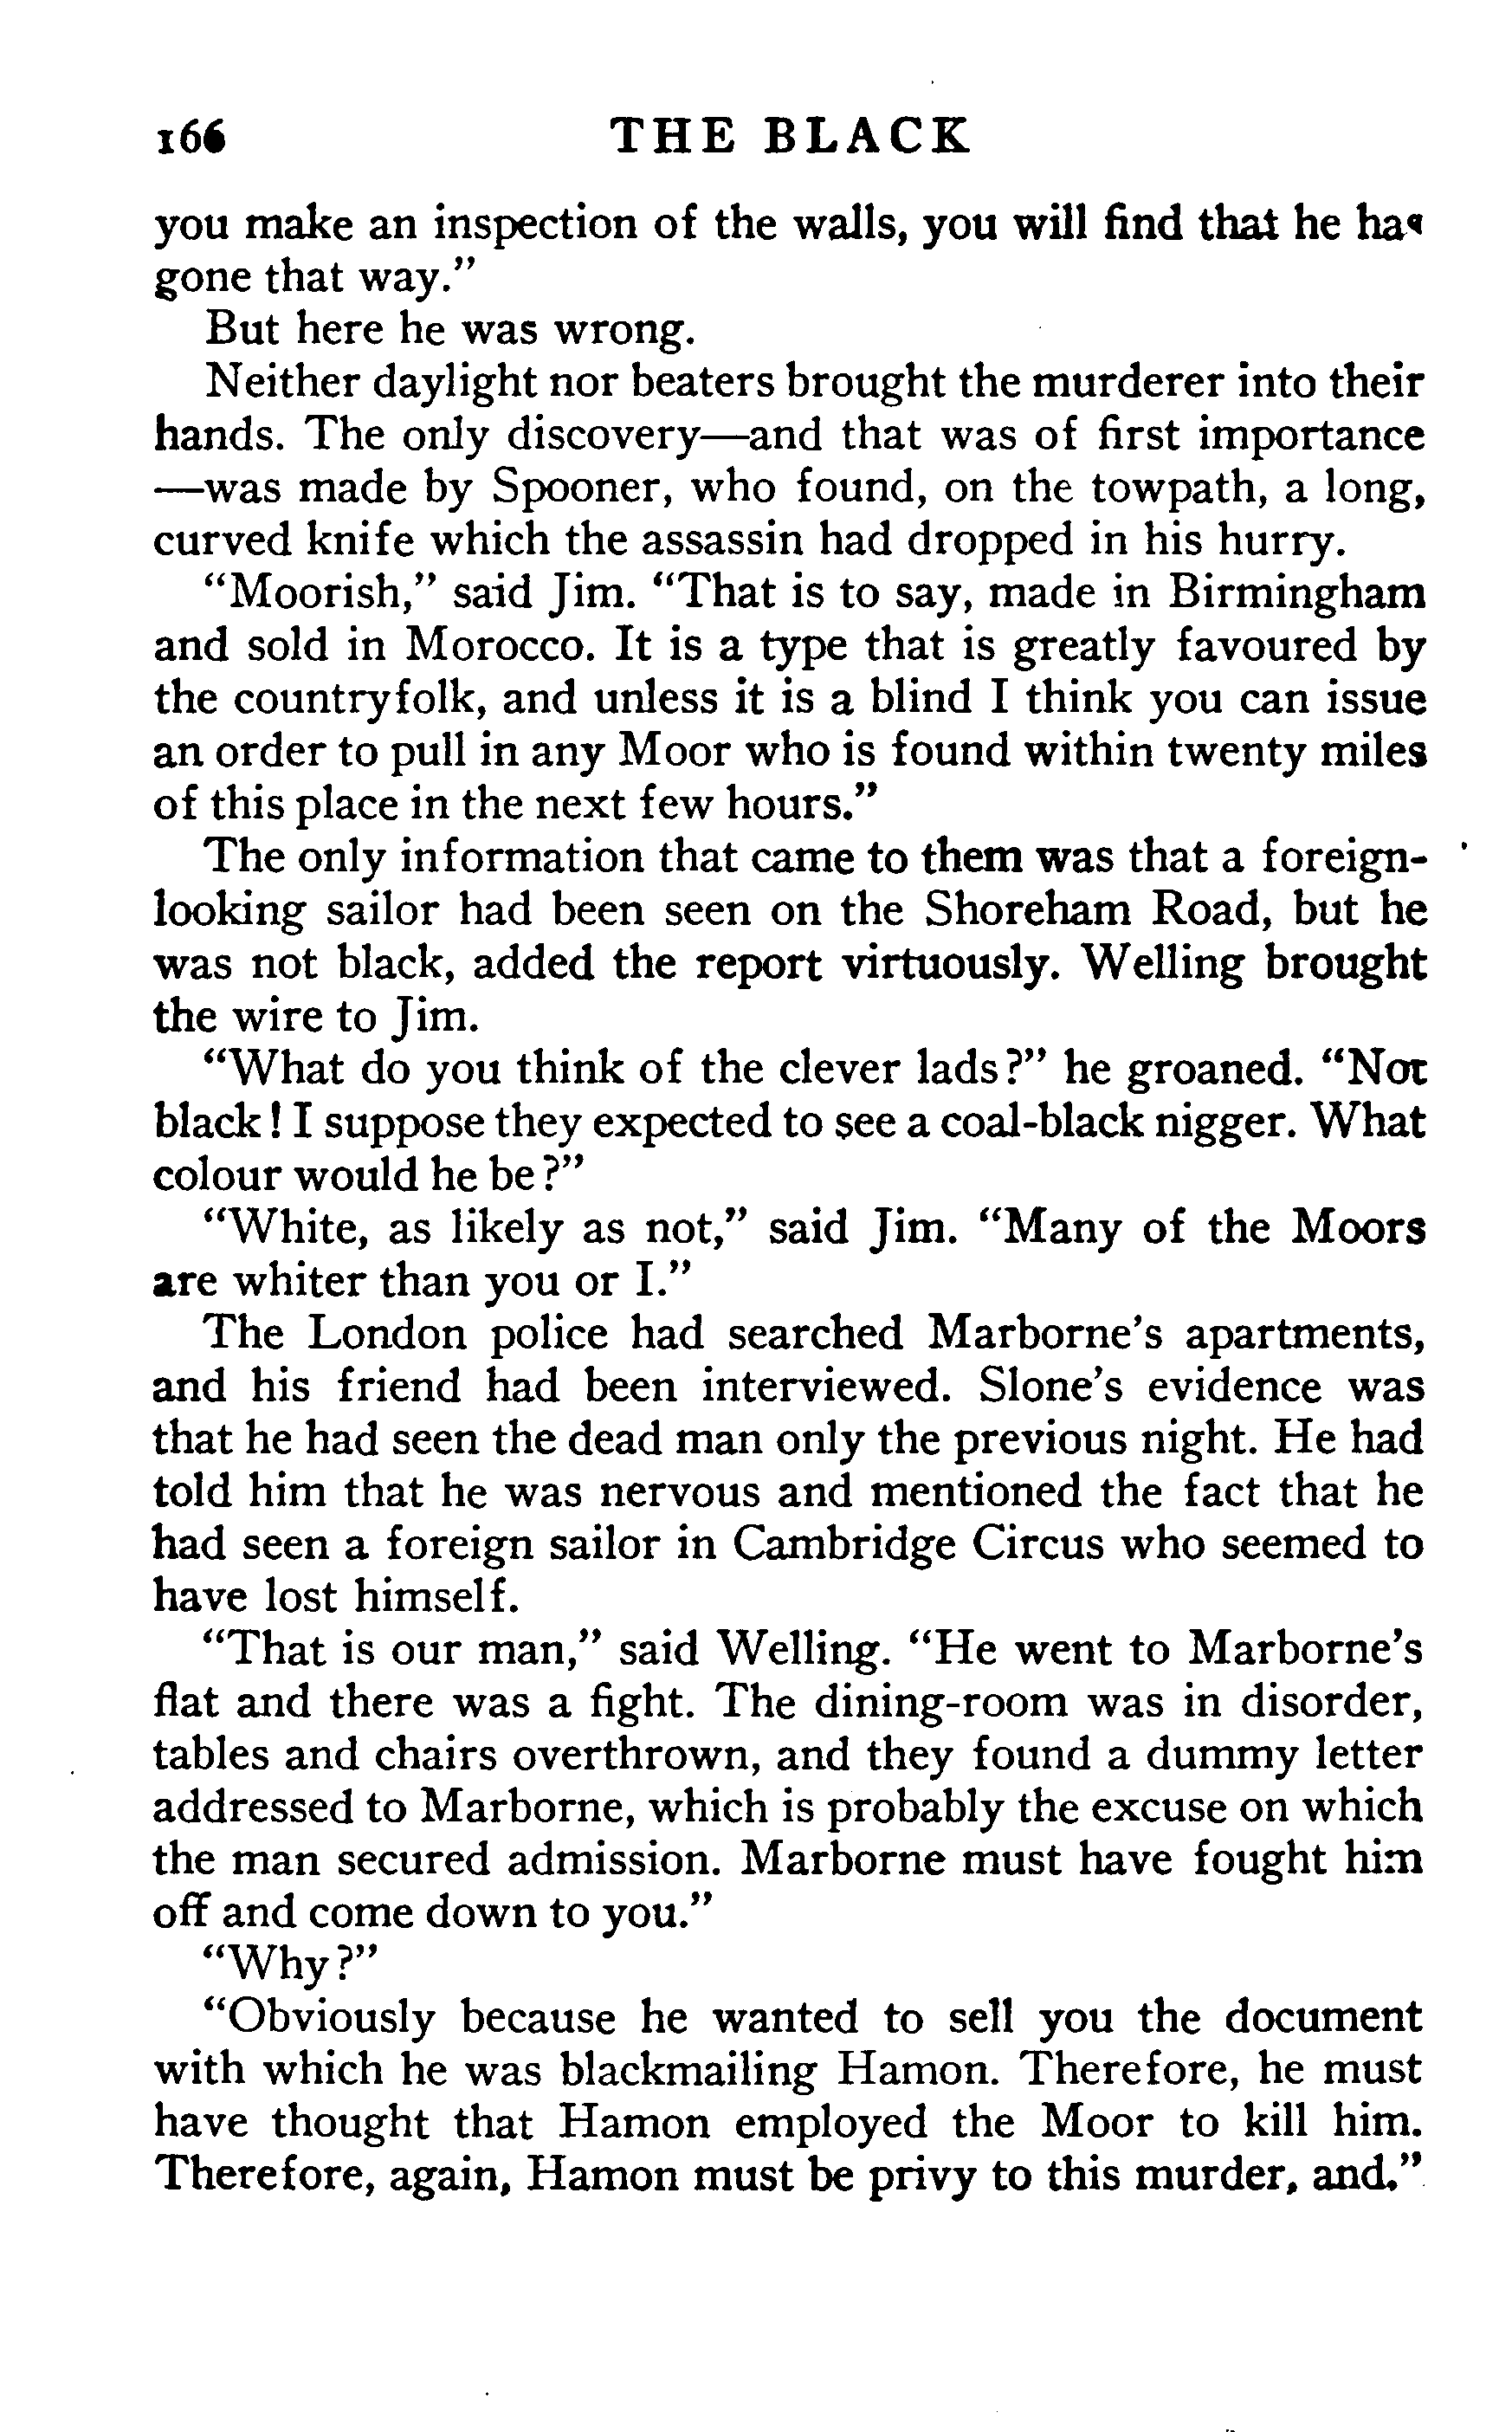 166 THE BLACK
you make an inspection of the walls, you will find that he has
gone that way."
But here he was wrong.
Neither daylight nor beaters brought the murderer into their
hands. The only discovery—and that was of first importance
—was made by Spooner, who found, on the towpath, a long,
curved knife which the assassin had dropped in his hurry.
"Moorish," said Jim. "That is to say, made in Birmingham
and sold in Morocco. It is a type that is greatly favoured by
the countryfolk, and unless it is a blind I think you can issue
an order to pull in any Moor who is found within twenty miles
of this place in the next few hours."
The only information that came to them was that a foreign-
looking sailor had been seen on the Shoreham Road, but he
was not black, added the report virtuously. Welling brought
the wire to Jim.
"What do you think of the clever lads?" he groaned. "Not
black! I suppose they expected to see a coal-black nigger. What
colour would he be?"
"White, as likely as not," said Jim. "Many of the Moors
are whiter than you or I."
The London police had searched Marborne's apartments,
and his friend had been interviewed. Slone's evidence was
that he had seen the dead man only the previous night. He had
told him that he was nervous and mentioned the fact that he
had seen a foreign sailor in Cambridge Circus who seemed to
have lost himself.
"That is our man," said Welling. "He went to Marborne's
flat and there was a fight. The dining-room was in disorder,
tables and chairs overthrown, and they found a dummy letter
addressed to Marborne, which is probably the excuse on which
the man secured admission. Marborne must have fought him
off and come down to you."
"Why?"
"Obviously because he wanted to sell you the document
with which he was blackmailing Hamon. Therefore, he must
have thought that Hamon employed the Moor to kill him.
Therefore, again, Hamon must be privy to this murder, and."